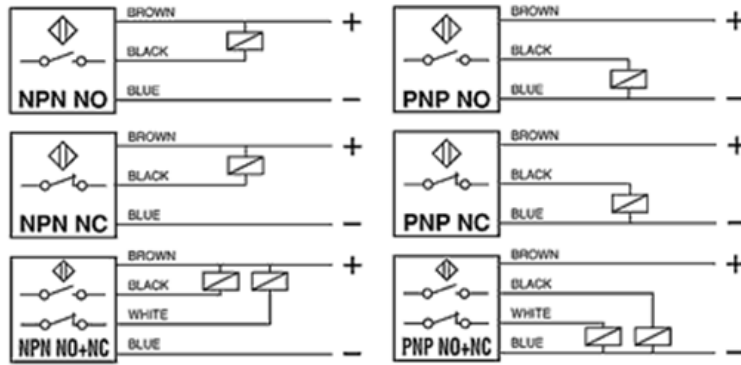 BROWN
+
BLACK
BLUE
NPN NO
−
BROWN
+
BLACK
BLUE
PNP NO
−
BROWN
+
BLACK
BLUE
NPN NC
−
BROWN
+
BLACK
BLUE
PNP NC
−
BROWN
+
BLACK
WHITE
BLUE
NPN NO+NC
−
BROWN
+
BLACK
WHITE
BLUE
PNP NO+NC
−